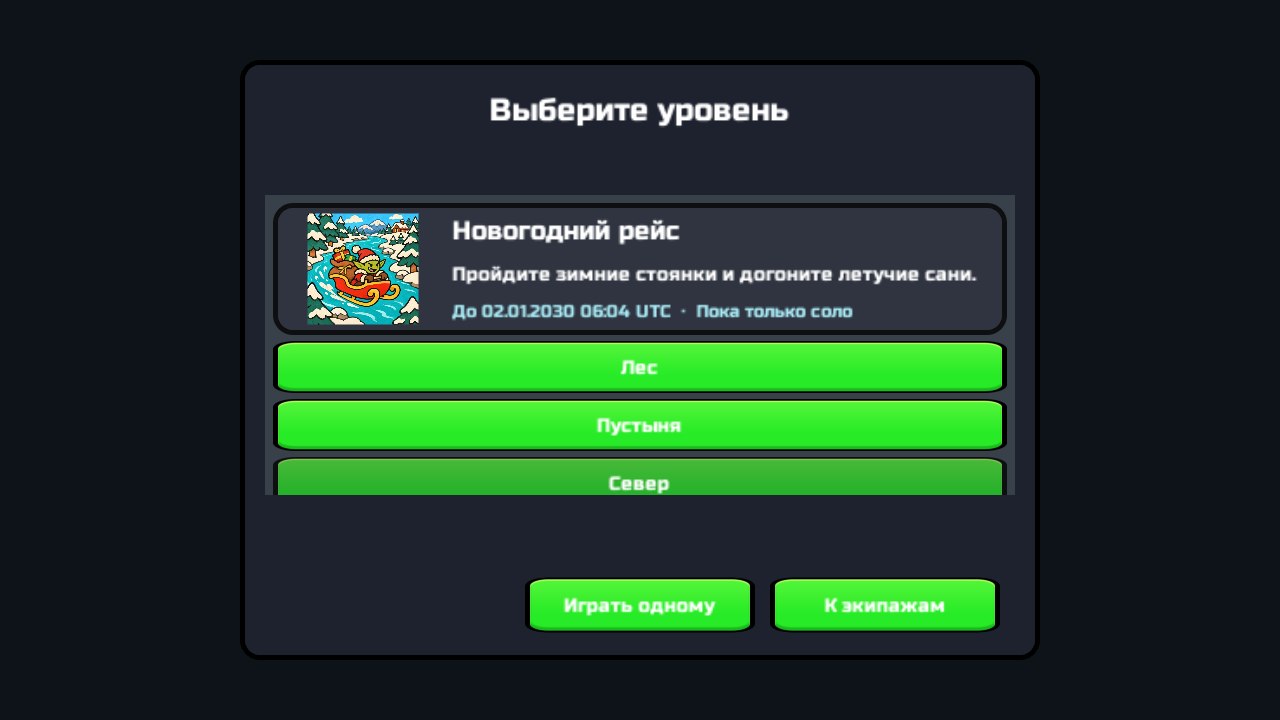 Выберите уровень
Новогодний рейс
Пройдите зимние стоянки и догоните летучие сани.
До 02.01.2030 06:04 UTC · Пока только соло
Лес
Пустыня
Север
Играть одному
К экипажам